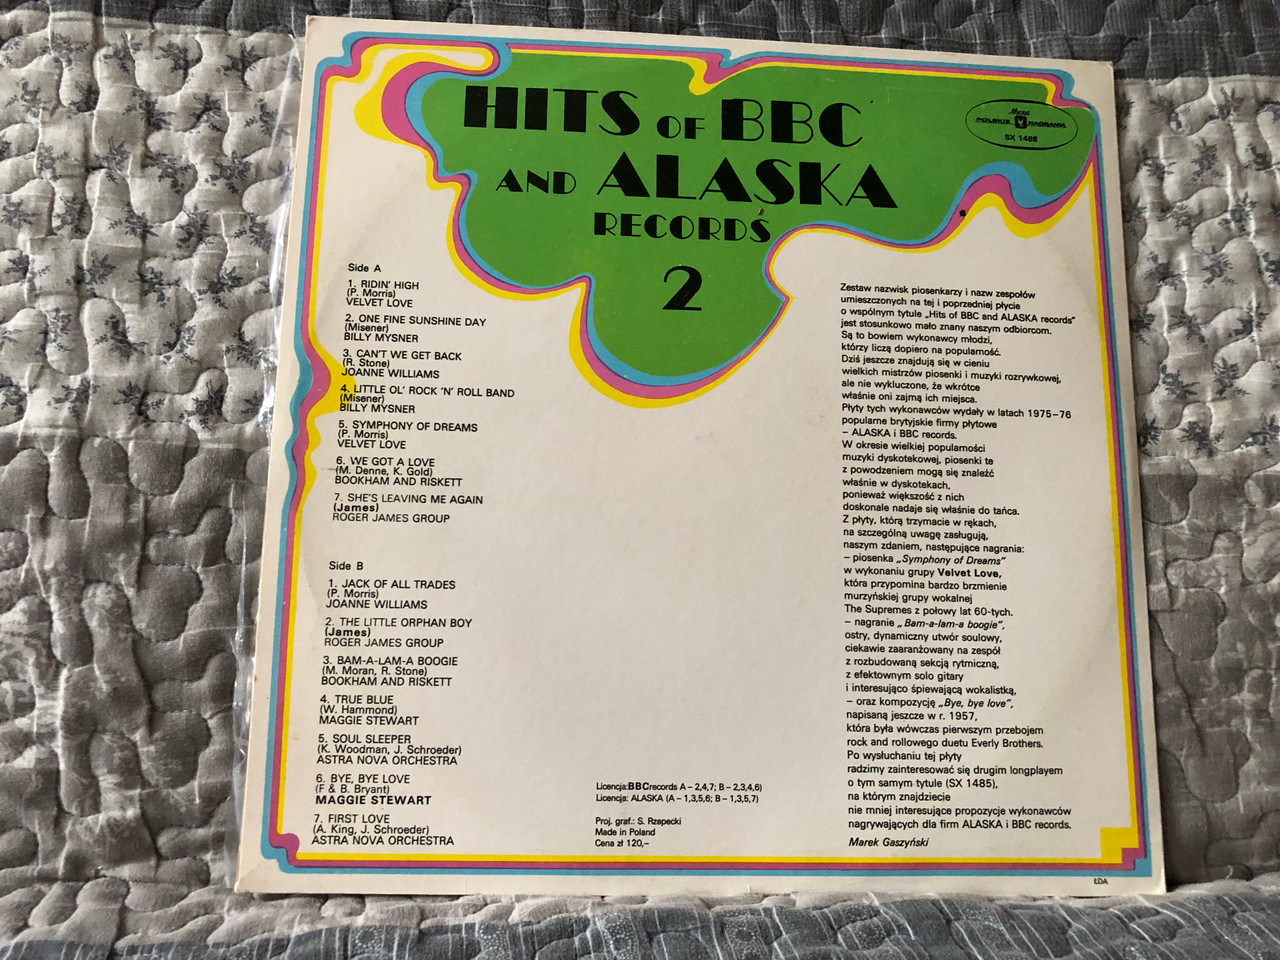 HITS OF BBC
AND ALASKA
RECORDS
2
Muza
POLSKIE NAGRANIA
SX 1486
Side A
1. RIDIN' HIGH
(P. Morris)
VELVET LOVE
2. ONE FINE SUNSHINE DAY
(Misener)
BILLY MYSNER
3. CAN'T WE GET BACK
(R. Stone)
JOANNE WILLIAMS
4. LITTLE OL' ROCK 'N' ROLL BAND
(Misener)
BILLY MYSNER
5. SYMPHONY OF DREAMS
(P. Morris)
VELVET LOVE
6. WE GOT A LOVE
(M. Denne, K. Gold)
BOOKHAM AND RISKETT
7. SHE'S LEAVING ME AGAIN
(James)
ROGER JAMES GROUP
Side B
1. JACK OF ALL TRADES
(P. Morris)
JOANNE WILLIAMS
2. THE LITTLE ORPHAN BOY
(James)
ROGER JAMES GROUP
3. BAM-A-LAM-A BOOGIE
(M. Moran, R. Stone)
BOOKHAM AND RISKETT
4. TRUE BLUE
(W. Hammond)
MAGGIE STEWART
5. SOUL SLEEPER
(K. Woodman, J. Schroeder)
ASTRA NOVA ORCHESTRA
6. BYE, BYE LOVE
(F & B. Bryant)
MAGGIE STEWART
7. FIRST LOVE
(A. King, J. Schroeder)
ASTRA NOVA ORCHESTRA
Licencja:BBCrecords A – 2,4,7; B – 2,3,4,6)
Licencja: ALASKA (A – 1,3,5,6; B – 1,3,5,7)
Proj. graf.: S. Rzepecki
Made in Poland
Cena zł 120,–
Zestaw nazwisk piosenkarzy i nazw zespołów
umieszczonych na tej i poprzedniej płycie
o wspólnym tytule „Hits of BBC and ALASKA records"
jest stosunkowo mało znany naszym odbiorcom.
Są to bowiem wykonawcy młodzi,
którzy liczą dopiero na popularność.
Dziś jeszcze znajdują się w cieniu
wielkich mistrzów piosenki i muzyki rozrywkowej,
ale nie wykluczone, że wkrótce
właśnie oni zajmą ich miejsca.
Płyty tych wykonawców wydały w latach 1975–76
popularne brytyjskie firmy płytowe
– ALASKA i BBC records.
W okresie wielkiej popularności
muzyki dyskotekowej, piosenki te
z powodzeniem mogą się znaleźć
właśnie w dyskotekach,
ponieważ większość z nich
doskonale nadaje się właśnie do tańca.
Z płyty, którą trzymacie w rękach,
na szczególną uwagę zasługują,
naszym zdaniem, następujące nagrania:
– piosenka „Symphony of Dreams"
w wykonaniu grupy Velvet Love,
która przypomina bardzo brzmienie
murzyńskiej grupy wokalnej
The Supremes z połowy lat 60-tych.
– nagranie „Bam-a-lam-a boogie",
ostry, dynamiczny utwór soulowy,
ciekawie zaaranżowany na zespół
z rozbudowaną sekcją rytmiczną,
z efektownym solo gitary
i interesująco śpiewającą wokalistką,
– oraz kompozycję „Bye, bye love",
napisaną jeszcze w r. 1957,
która była wówczas pierwszym przebojem
rock and rollowego duetu Everly Brothers.
Po wysłuchaniu tej płyty
radzimy zainteresować się drugim longplayem
o tym samym tytule (SX 1485),
na którym znajdziecie
nie mniej interesujące propozycje wykonawców
nagrywających dla firm ALASKA i BBC records.
Marek Gaszyński
ŁDA